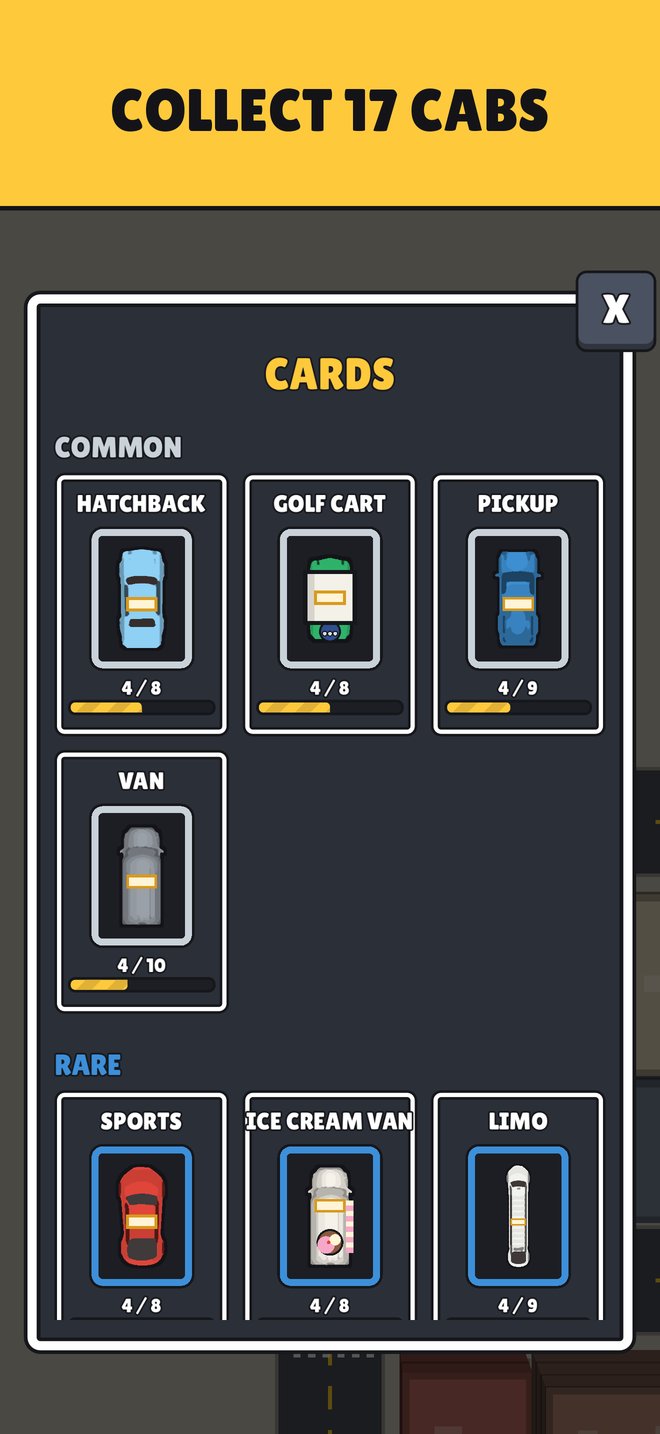 COLLECT 17 CABS
X
CARDS
COMMON
HATCHBACK
GOLF CART
PICKUP
4/8
4/8
4/9
VAN
4/10
RARE
SPORTS
ICE CREAM VAN
LIMO
4/8
4/8
4/9